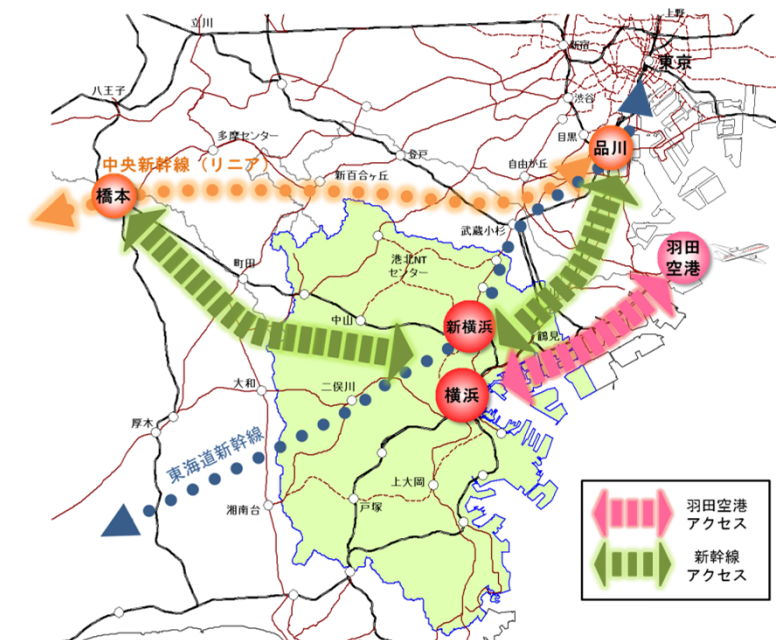 上野
立川
新宿
東京
八王子
渋谷
多摩センター
目黒
品川
登戸
自由が丘
中央新幹線（リニア）
新百合ヶ丘
橋本
武蔵小杉
羽田
空港
港北NT
センター
町田
中山
新横浜
鶴見
大和
二俣川
横浜
厚木
東海道新幹線
上大岡
湘南台
戸塚
羽田空港
アクセス
新幹線
アクセス